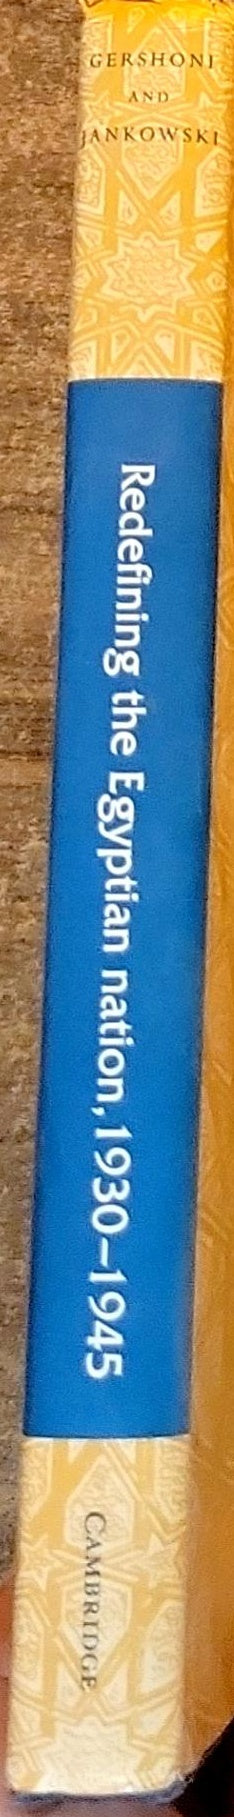 GERSHONI
AND
JANKOWSKI
Redefining the Egyptian nation, 1930–1945
CAMBRIDGE